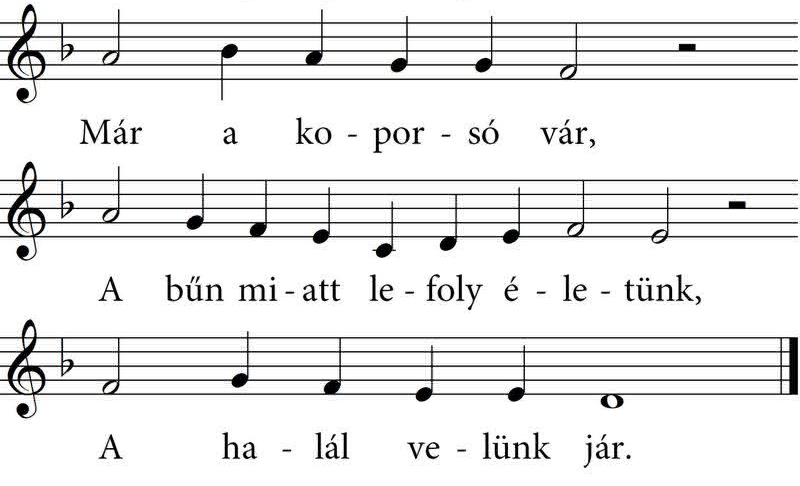 Már a ko - por - só vár,
A bűn mi - att le - foly é - le - tünk,
A ha - lál ve - lünk jár.